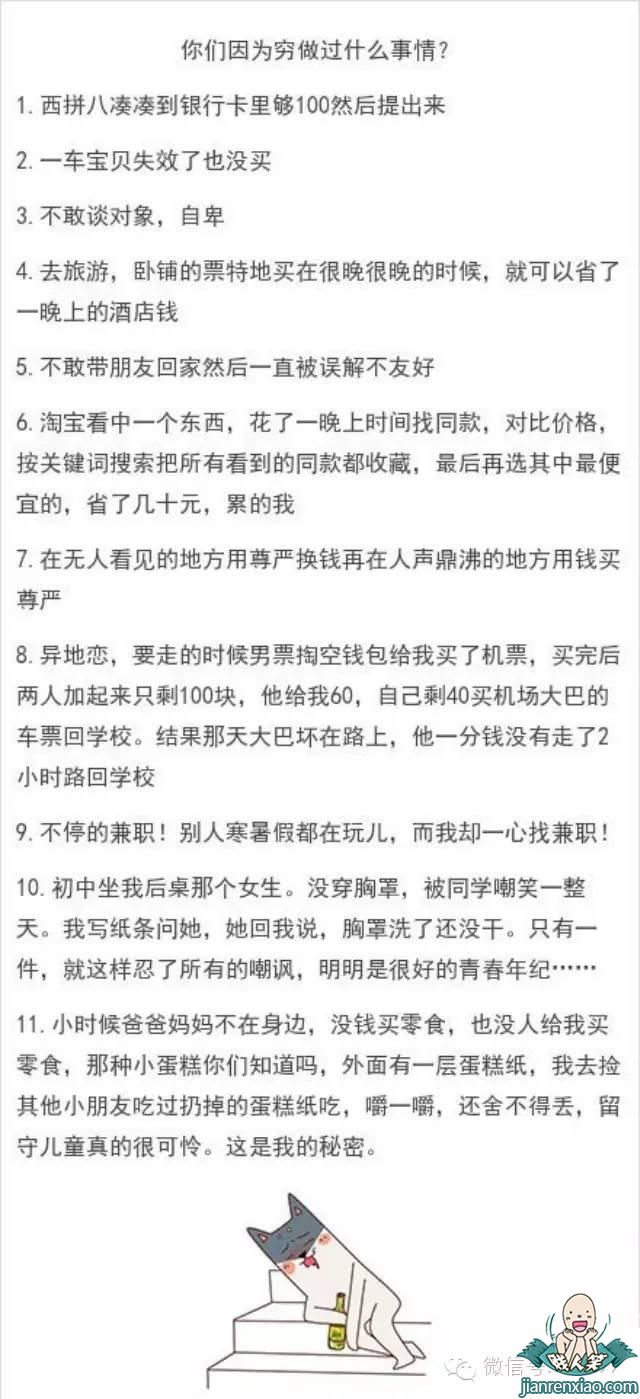 你们因为穷做过什么事情？
1.西拼八凑凑到银行卡里够100然后提出来
2.一车宝贝失效了也没买
3.不敢谈对象，自卑
4.去旅游，卧铺的票特地买在很晚很晚的时候，就可以省了
一晚上的酒店钱
5.不敢带朋友回家然后一直被误解不友好
6.淘宝看中一个东西，花了一晚上时间找同款，对比价格，
按关键词搜索把所有看到的同款都收藏，最后再选其中最便
宜的，省了几十元，累的我
7.在无人看见的地方用尊严换钱再在人声鼎沸的地方用钱买
尊严
8.异地恋，要走的时候男票掏空钱包给我买了机票，买完后
两人加起来只剩100块，他给我60，自己剩40买机场大巴的
车票回学校。结果那天大巴坏在路上，他一分钱没有走了2
小时路回学校
9.不停的兼职！别人寒暑假都在玩儿，而我却一心找兼职！
10.初中坐我后桌那个女生。没穿胸罩，被同学嘲笑一整
天。我写纸条问她，她回我说，胸罩洗了还没干。只有一
件，就这样忍了所有的嘲讽，明明是很好的青春年纪……
11.小时候爸爸妈妈不在身边，没钱买零食，也没人给我买
零食，那种小蛋糕你们知道吗，外面有一层蛋糕纸，我去捡
其他小朋友吃过扔掉的蛋糕纸吃，嚼一嚼，还舍不得丢，留
守儿童真的很可怜。这是我的秘密。
微信号
jianrenxiao.com